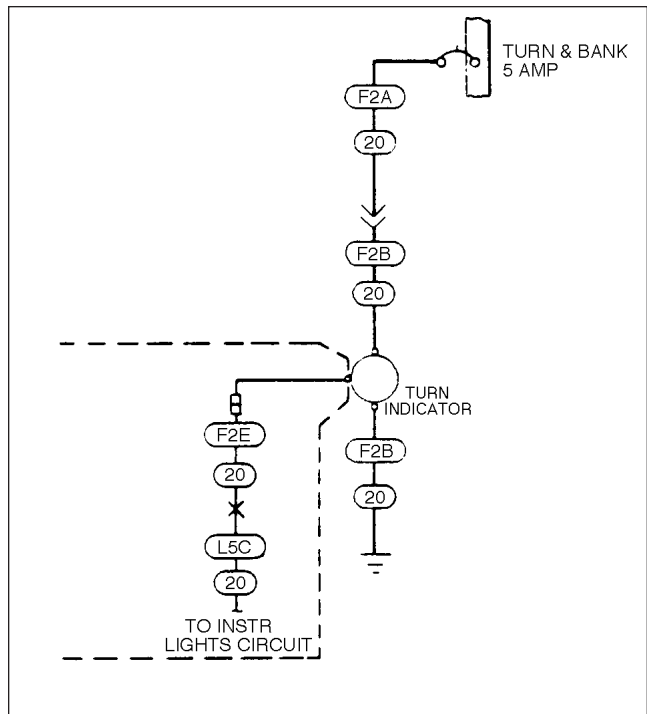 TURN & BANK
5 AMP
F2A
20
F2B
20
TURN
INDICATOR
F2E
F2B
20
20
L5C
20
TO INSTR
LIGHTS CIRCUIT